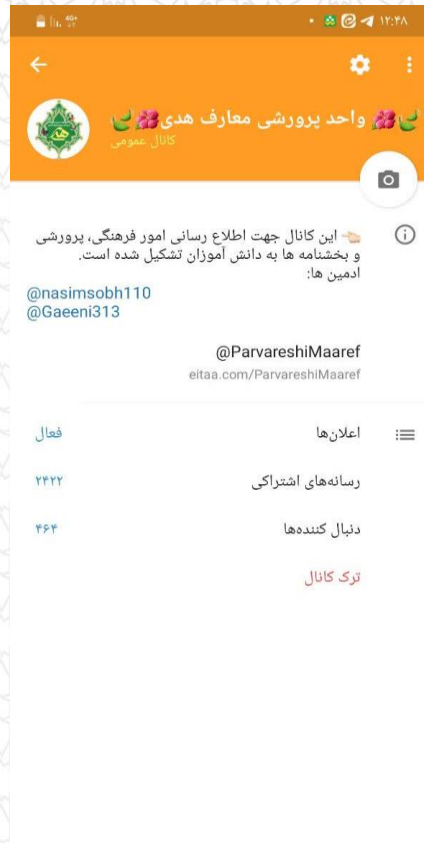 ۱۲:۴۸
4G+
واحد پرورشی معارف هدی
کانال عمومی
این کانال جهت اطلاع رسانی امور فرهنگی، پرورشی
و بخشنامه ها به دانش آموزان تشکیل شده است.
ادمین ها:
@nasimsobh110
@Gaeeni313
@ParvareshiMaaref
eitaa.com/ParvareshiMaaref
اعلان‌ها فعال
رسانه‌های اشتراکی ۲۴۲۲
دنبال کننده‌ها ۴۶۴
ترک کانال